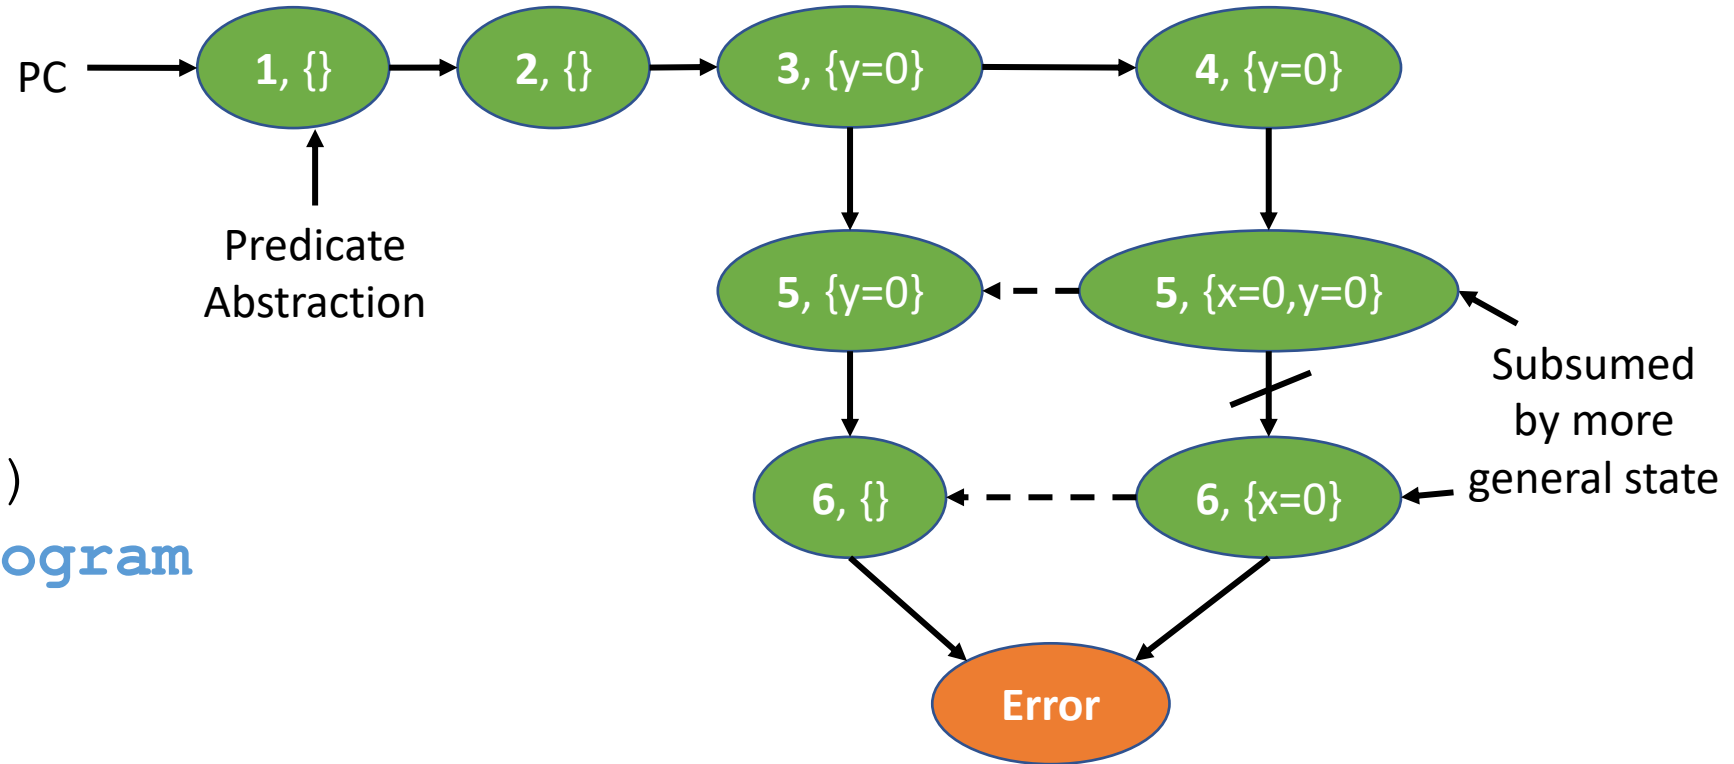 PC
1, {}
2, {}
3, {y=0}
4, {y=0}
Predicate
Abstraction
5, {y=0}
5, {x=0,y=0}
Subsumed
by more
general state
)
ogram
6, {}
6, {x=0}
Error